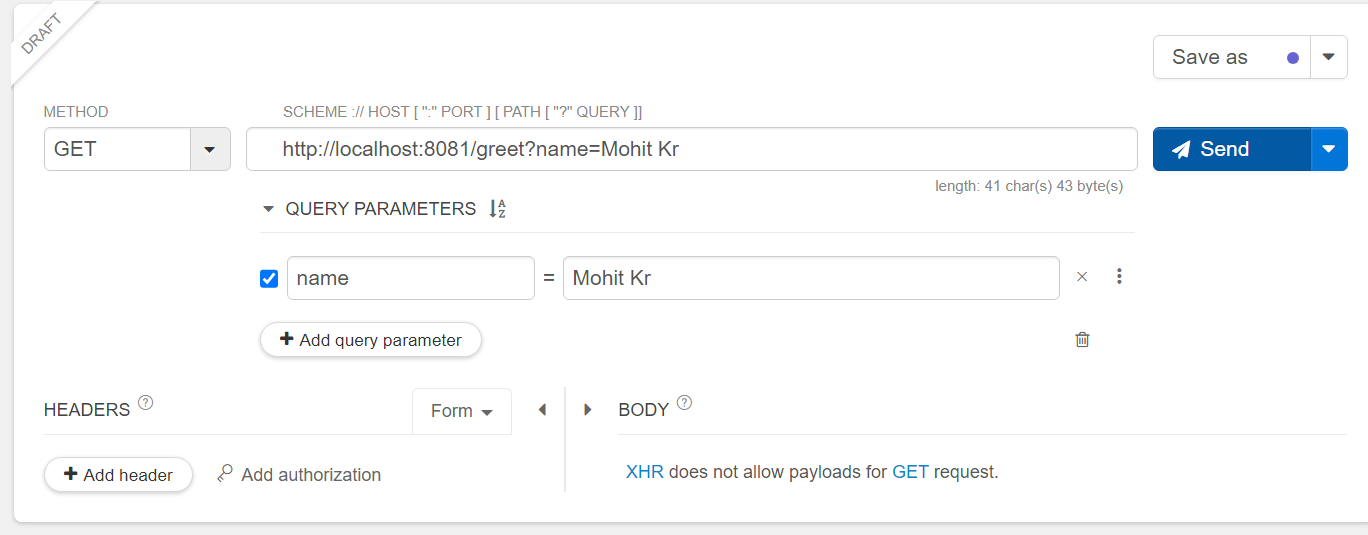 DRAFT
Save as
METHOD
SCHEME :// HOST [ ":" PORT ] [ PATH [ "?" QUERY ]]
GET
http://localhost:8081/greet?name=Mohit Kr
Send
length: 41 char(s) 43 byte(s)
QUERY PARAMETERS
name = Mohit Kr
Add query parameter
HEADERS
Form
BODY
Add header
Add authorization
XHR does not allow payloads for GET request.